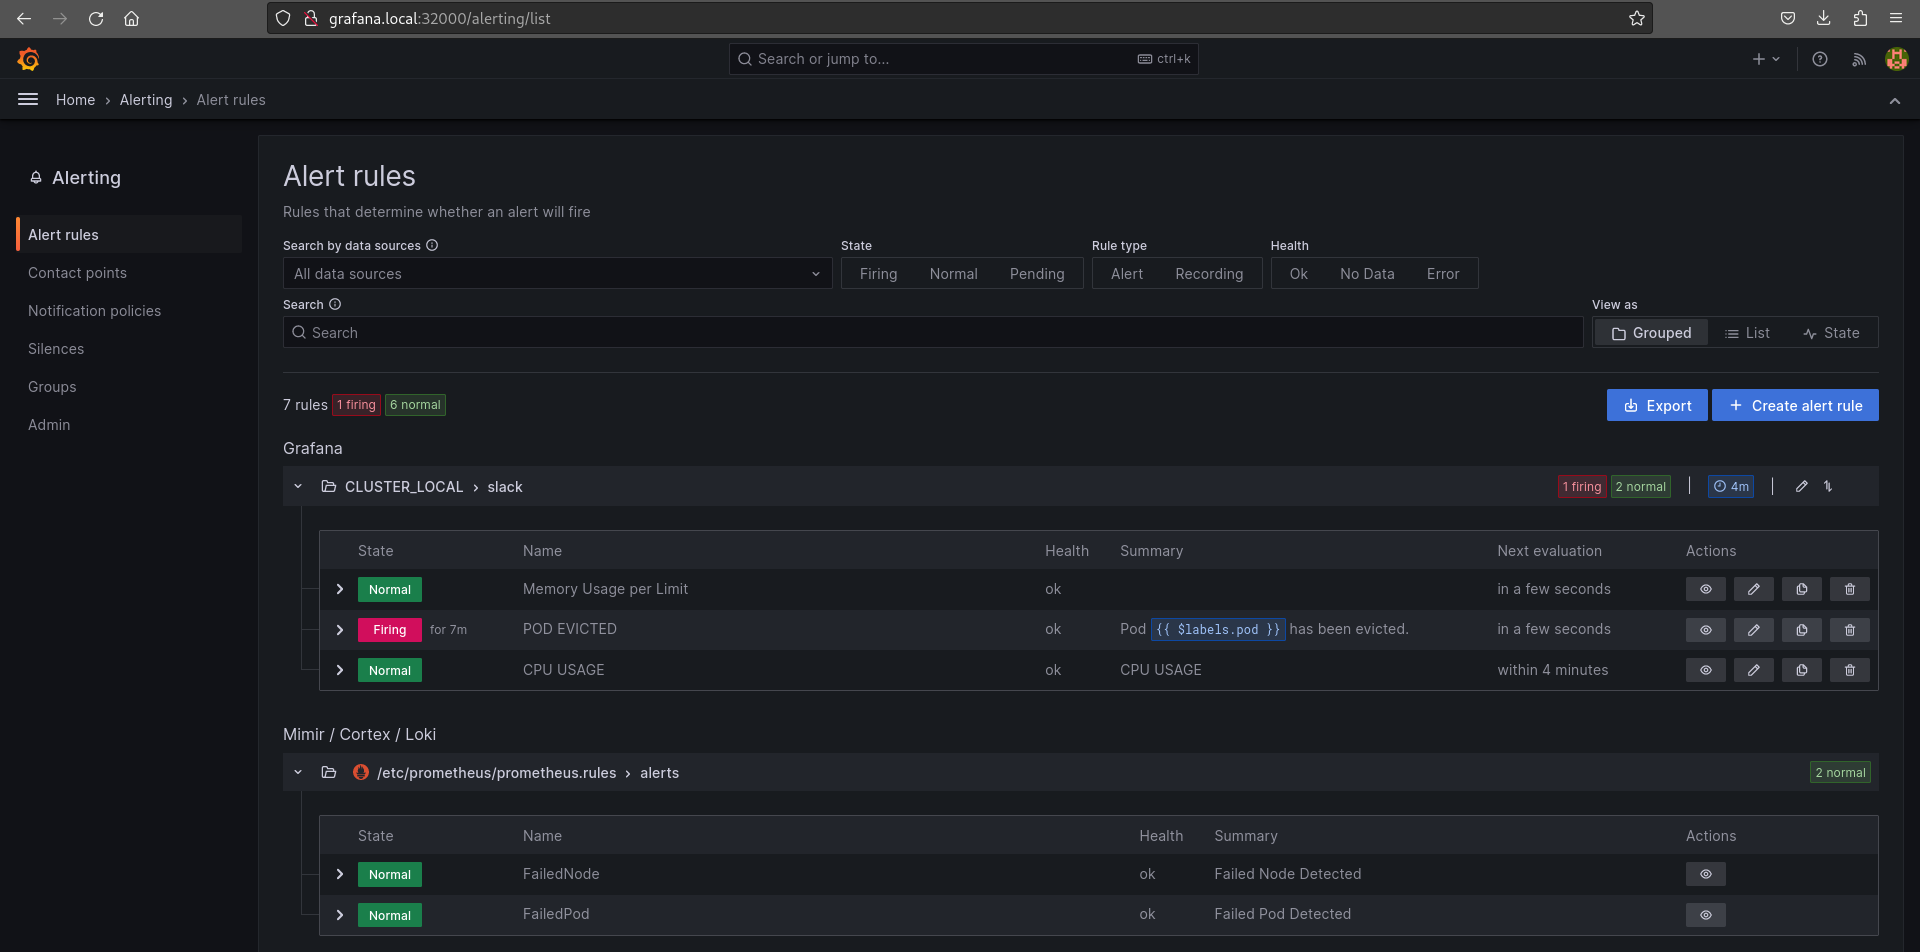 grafana.local:32000/alerting/list
Search or jump to... ctrl+k
Home › Alerting › Alert rules
Alerting
Alert rules
Contact points
Notification policies
Silences
Groups
Admin
Alert rules
Rules that determine whether an alert will fire
Search by data sources State Rule type Health
All data sources Firing Normal Pending Alert Recording Ok No Data Error
Search View as
Search Grouped List State
7 rules 1 firing 6 normal Export + Create alert rule
Grafana
CLUSTER_LOCAL › slack 1 firing 2 normal | 4m |
State Name Health Summary Next evaluation Actions
Normal Memory Usage per Limit ok in a few seconds
Firing for 7m POD EVICTED ok Pod {{ $labels.pod }} has been evicted. in a few seconds
Normal CPU USAGE ok CPU USAGE within 4 minutes
Mimir / Cortex / Loki
/etc/prometheus/prometheus.rules › alerts 2 normal
State Name Health Summary Actions
Normal FailedNode ok Failed Node Detected
Normal FailedPod ok Failed Pod Detected